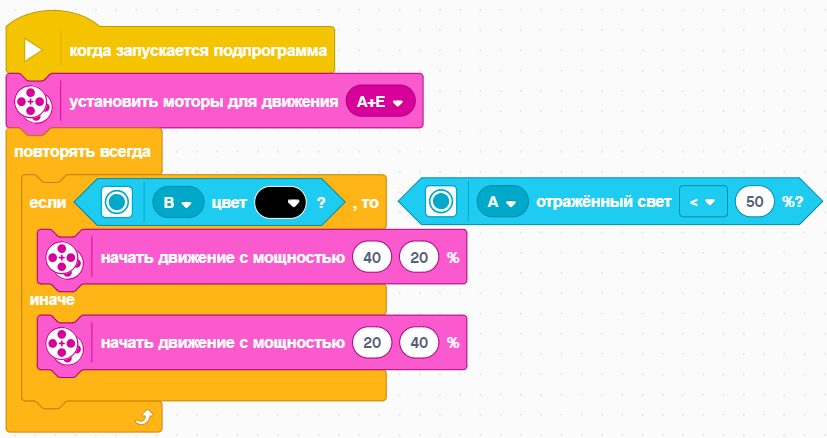 когда запускается подпрограмма
установить моторы для движения A+E
повторять всегда
если B цвет ? , то A отражённый свет < 50 %?
начать движение с мощностью 40 20 %
иначе
начать движение с мощностью 20 40 %